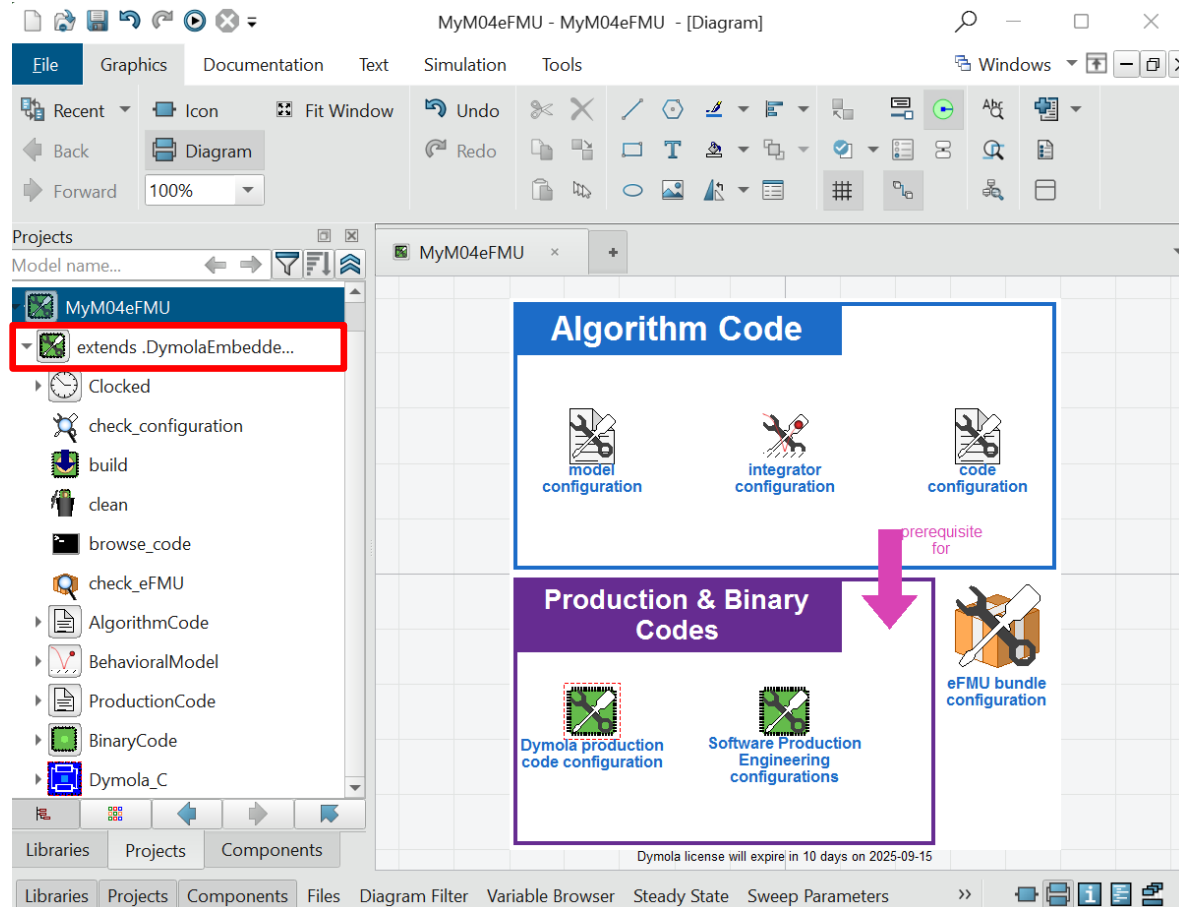 MyM04eFMU - MyM04eFMU - [Diagram]
File Graphics Documentation Text Simulation Tools Windows
Recent Icon Fit Window Undo
Back Diagram Redo
Forward 100%
Abc
Projects
Model name...
MyM04eFMU
MyM04eFMU
extends .DymolaEmbedde...
Clocked
check_configuration
build
clean
browse_code
check_eFMU
AlgorithmCode
BehavioralModel
ProductionCode
BinaryCode
Dymola_C
Libraries Projects Components
Algorithm Code
model
configuration
integrator
configuration
code
configuration
prerequisite
for
Production & Binary
Codes
Dymola production
code configuration
Software Production
Engineering
configurations
eFMU bundle
configuration
Dymola license will expire in 10 days on 2025-09-15
Libraries Projects Components Files Diagram Filter Variable Browser Steady State Sweep Parameters